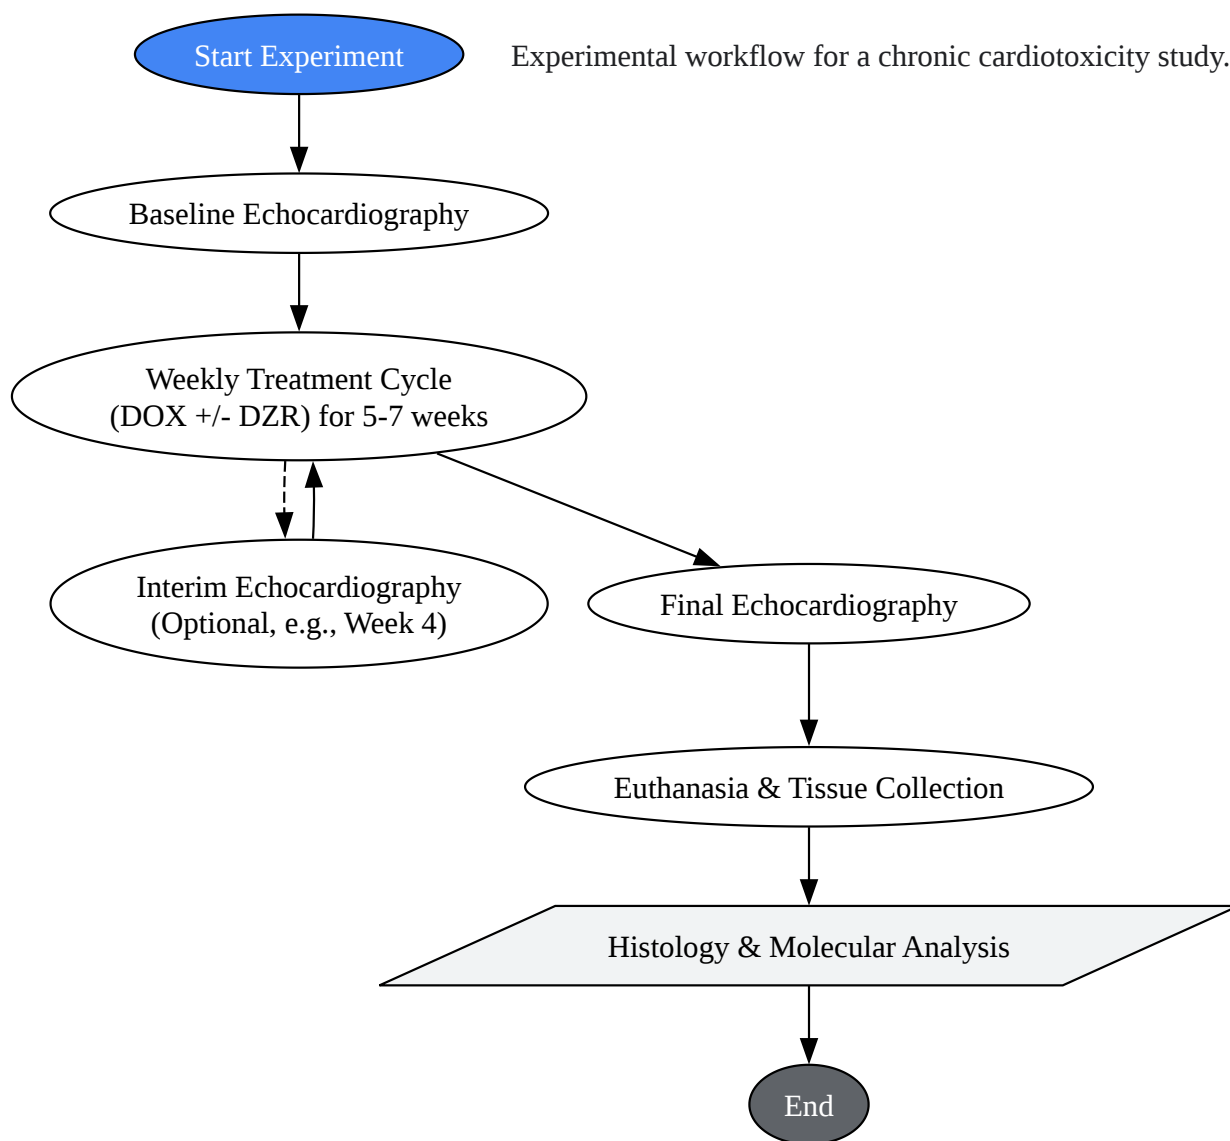 Start Experiment
Experimental workflow for a chronic cardiotoxicity study.
Baseline Echocardiography
Weekly Treatment Cycle
(DOX +/- DZR) for 5-7 weeks
Interim Echocardiography
(Optional, e.g., Week 4)
Final Echocardiography
Euthanasia & Tissue Collection
Histology & Molecular Analysis
End